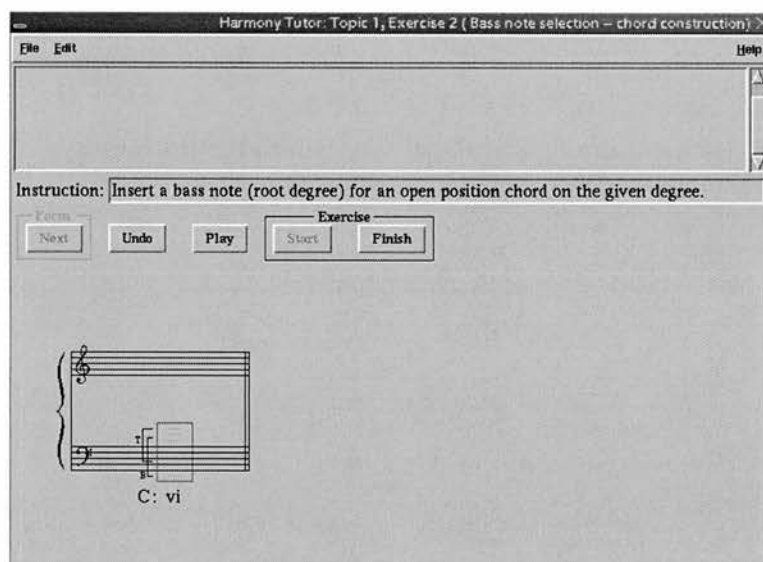 Harmony Tutor: Topic 1, Exercise 2 ( Bass note selection – chord construction)
File Edit Help
Instruction: Insert a bass note (root degree) for an open position chord on the given degree.
Form Exercise
Next Undo Play Start Finish
T
B
C: vi